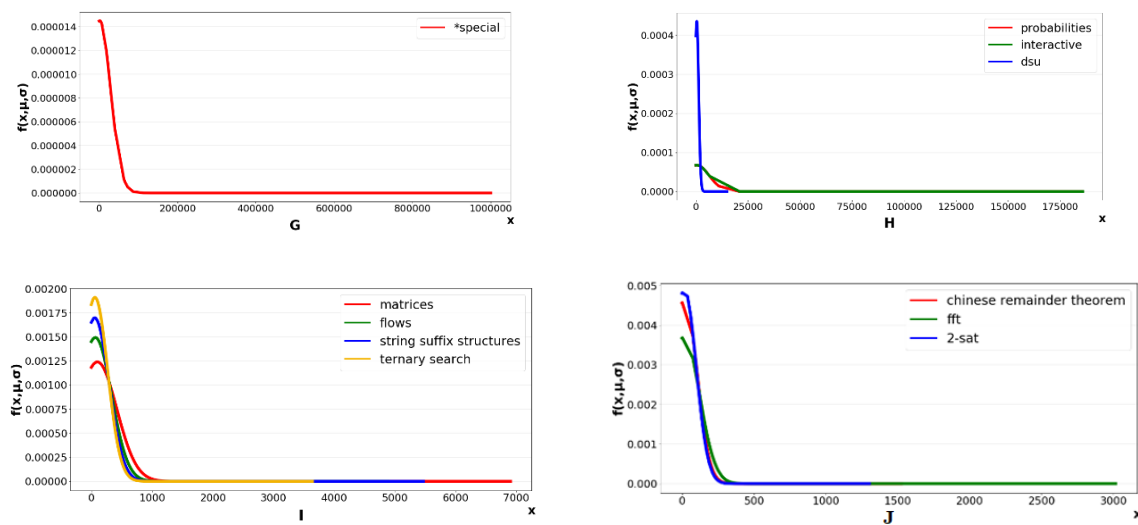 0.000014
0.000012
0.000010
0.000008
0.000006
0.000004
0.000002
0.000000
f(x,μ,σ)
*special
0 200000 400000 600000 800000 1000000
G x
0.0004
0.0003
0.0002
0.0001
0.0000
f(x,μ,σ)
probabilities
interactive
dsu
0 25000 50000 75000 100000 125000 150000 175000
H x
0.00200
0.00175
0.00150
0.00125
0.00100
0.00075
0.00050
0.00025
0.00000
f(x,μ,σ)
matrices
flows
string suffix structures
ternary search
0 1000 2000 3000 4000 5000 6000 7000
I x
0.005
0.004
0.003
0.002
0.001
0.000
f(x,μ,σ)
chinese remainder theorem
fft
2-sat
0 500 1000 1500 2000 2500 3000
J x